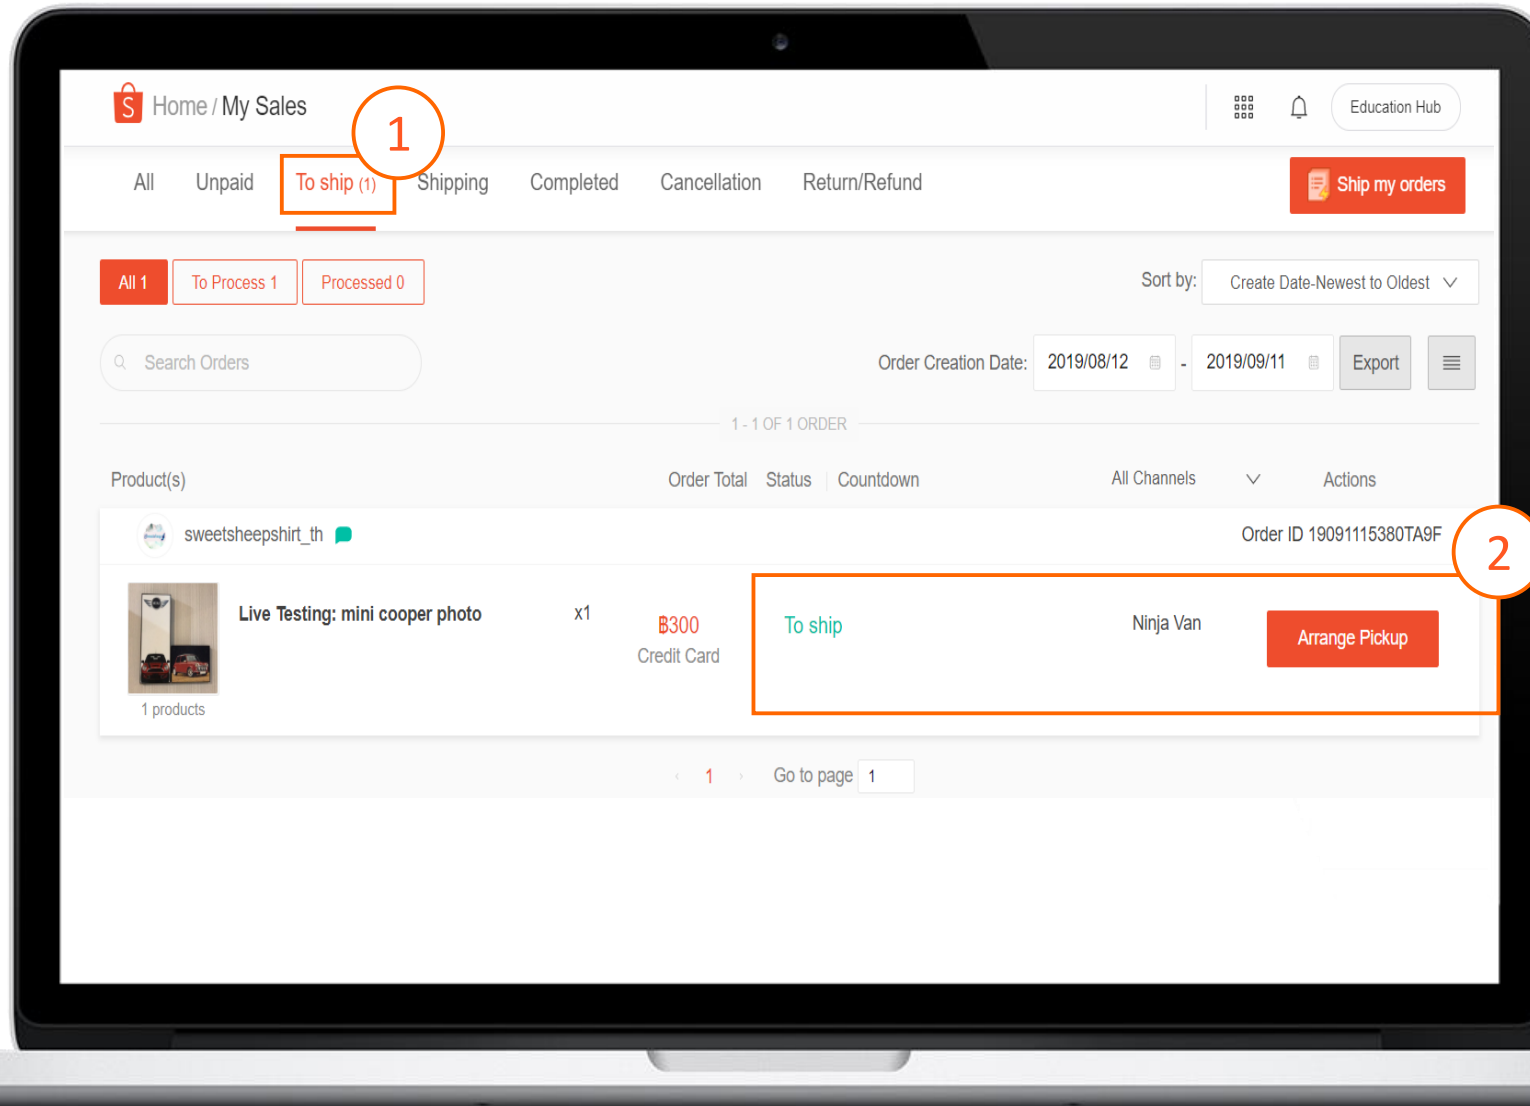 S Home / My Sales
Education Hub
1
All Unpaid To ship (1) Shipping Completed Cancellation Return/Refund
Ship my orders
All 1 To Process 1 Processed 0
Sort by: Create Date-Newest to Oldest
Search Orders
Order Creation Date: 2019/08/12 - 2019/09/11 Export
1 - 1 OF 1 ORDER
Product(s) Order Total Status Countdown All Channels Actions
sweetsheepshirt_th
Order ID 19091115380TA9F
2
Live Testing: mini cooper photo x1 ฿300 To ship Ninja Van Arrange Pickup
Credit Card
1 products
1 Go to page 1